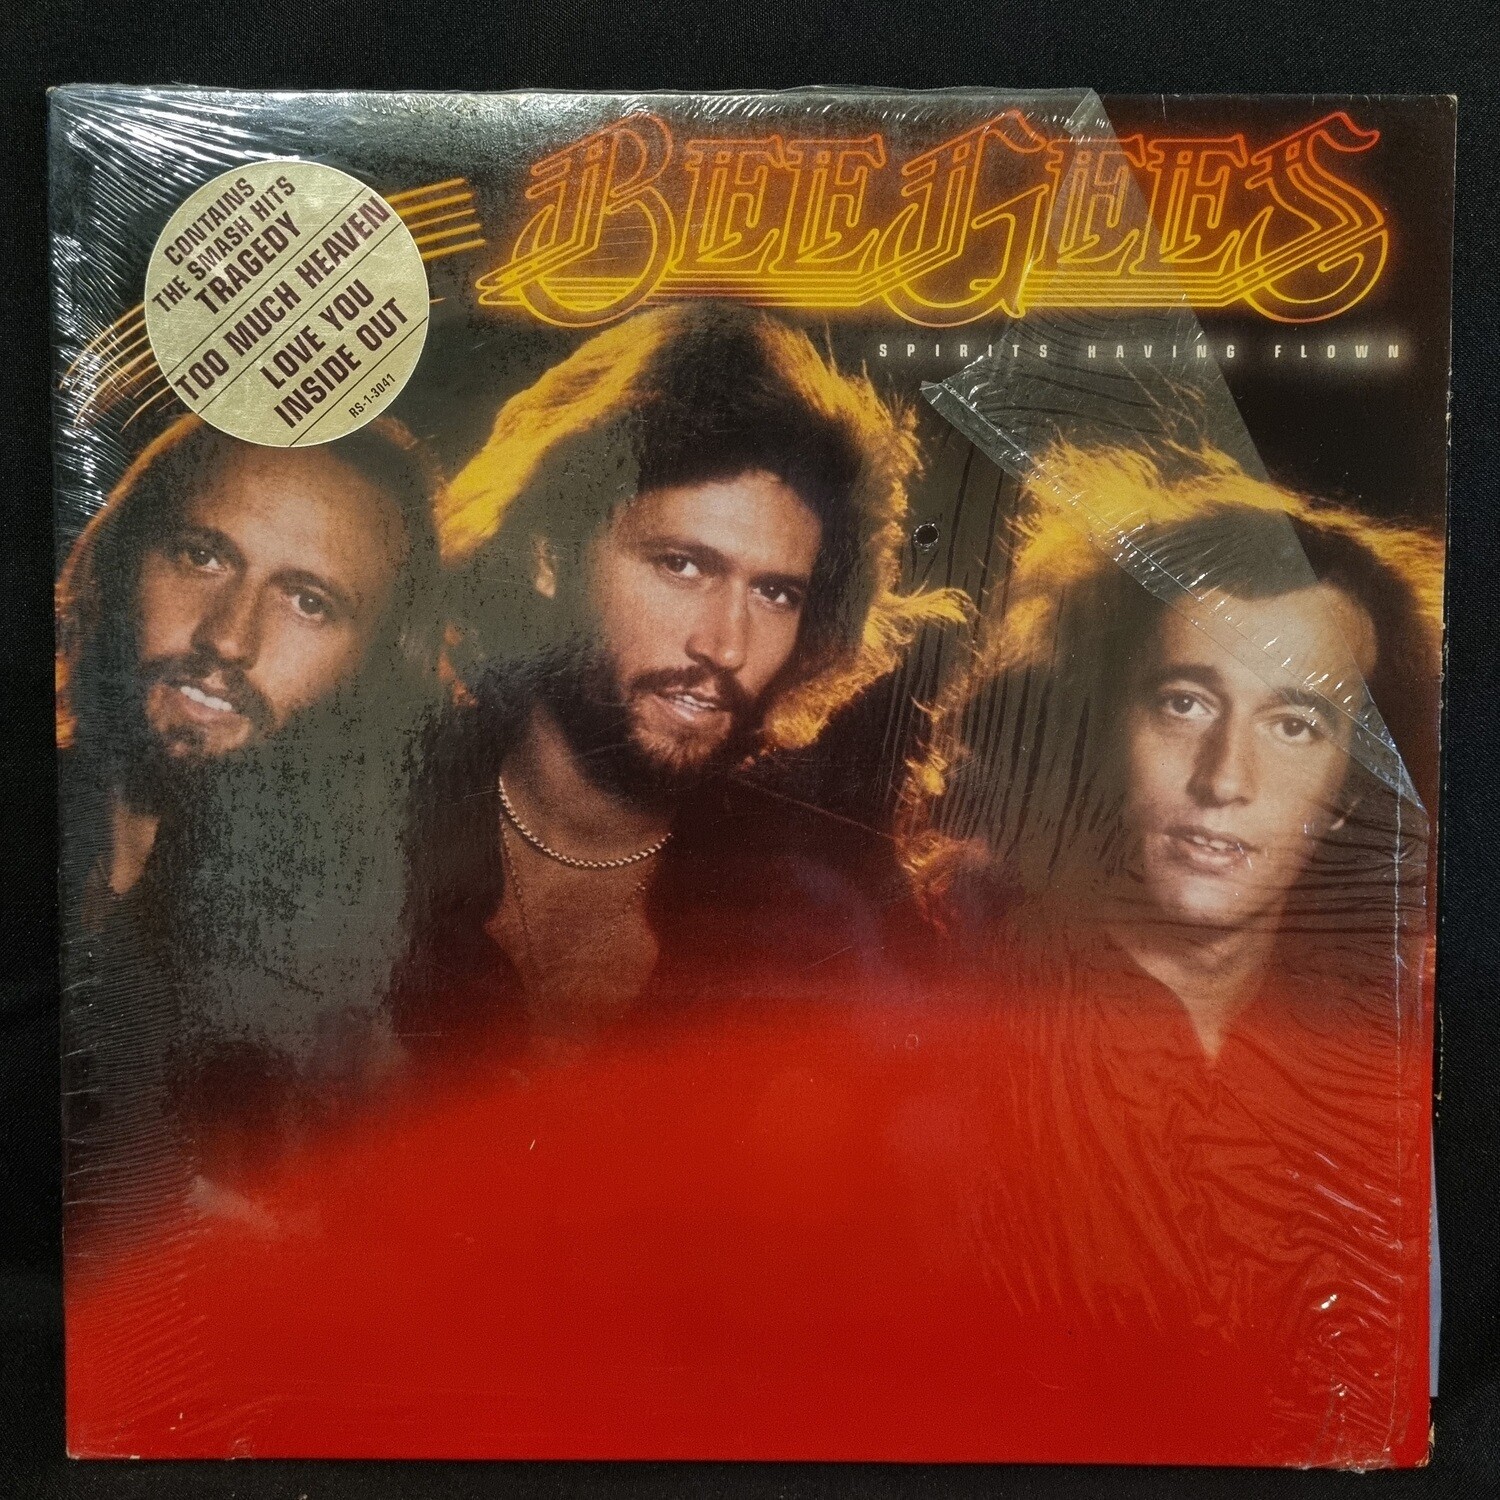 BEE GEES
SPIRITS HAVING FLOWN
CONTAINS
THE SMASH HITS
TRAGEDY
TOO MUCH HEAVEN
LOVE YOU
INSIDE OUT
RS-1-3041